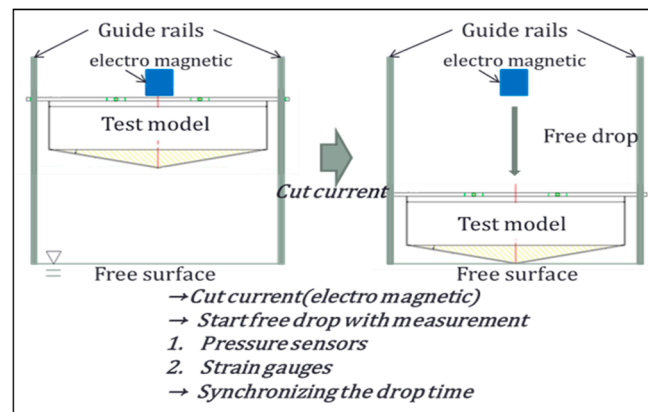 Guide rails
electro magnetic
Test model
Free surface
Cut current
Guide rails
electro magnetic
Free drop
Test model
Free surface
→Cut current(electro magnetic)
→ Start free drop with measurement
1. Pressure sensors
2. Strain gauges
→ Synchronizing the drop time